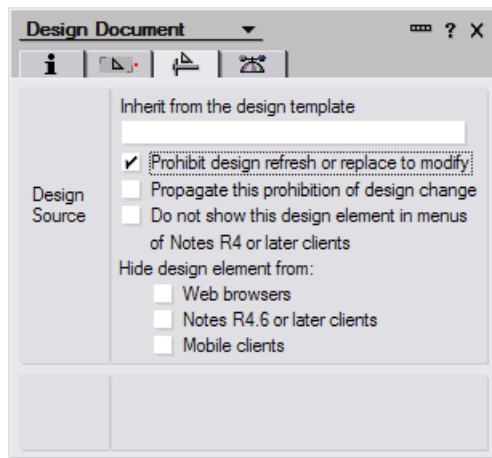 Design Document
? X
i
Inherit from the design template
Prohibit design refresh or replace to modify
Design Source
Propagate this prohibition of design change
Do not show this design element in menus
of Notes R4 or later clients
Hide design element from:
Web browsers
Notes R4.6 or later clients
Mobile clients